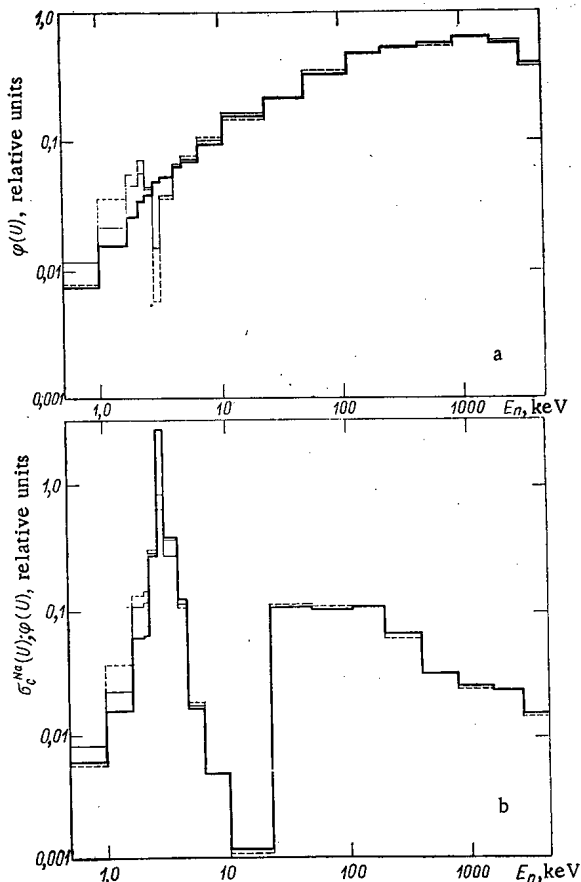 φ(U), relative units
1,0
0,1
0,01
0,001
1,0 10 100 1000 E_n, keV
a
σ_c^Na(U);φ(U), relative units
1,0
0,1
0,01
0,001
1,0 10 100 1000 E_n, keV
b